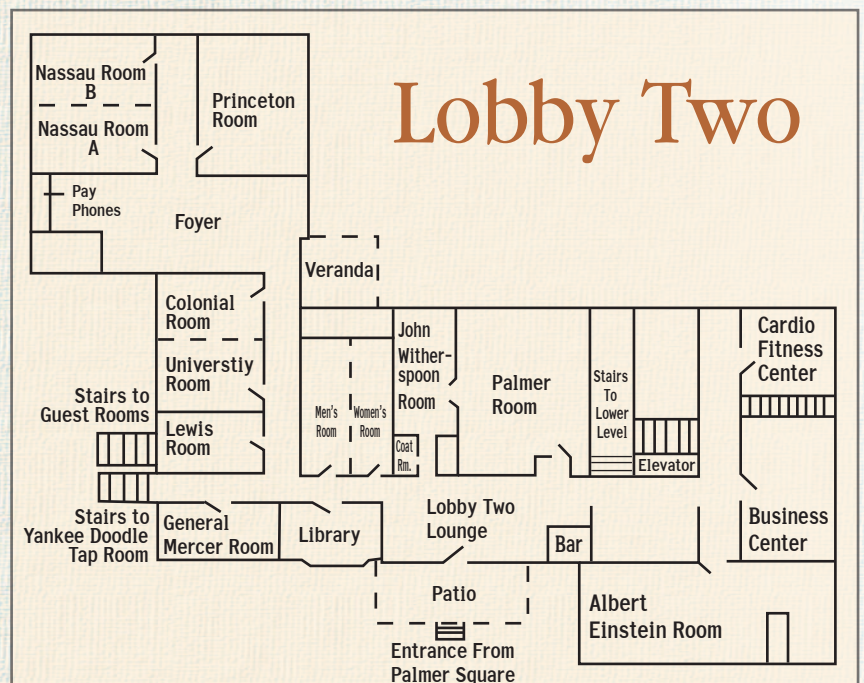 Lobby Two
Nassau Room
B
Nassau Room
A
Princeton
Room
Pay
Phones
Foyer
Veranda
Colonial
Room
Universtiy
Room
Lewis
Room
Stairs to
Guest Rooms
Stairs to
Yankee Doodle
Tap Room
General
Mercer Room
Library
Men's
Room
Women's
Room
John
Wither-
spoon
Room
Coat
Rm.
Palmer
Room
Stairs
To
Lower
Level
Elevator
Cardio
Fitness
Center
Business
Center
Lobby Two
Lounge
Bar
Patio
Albert
Einstein Room
Entrance From
Palmer Square